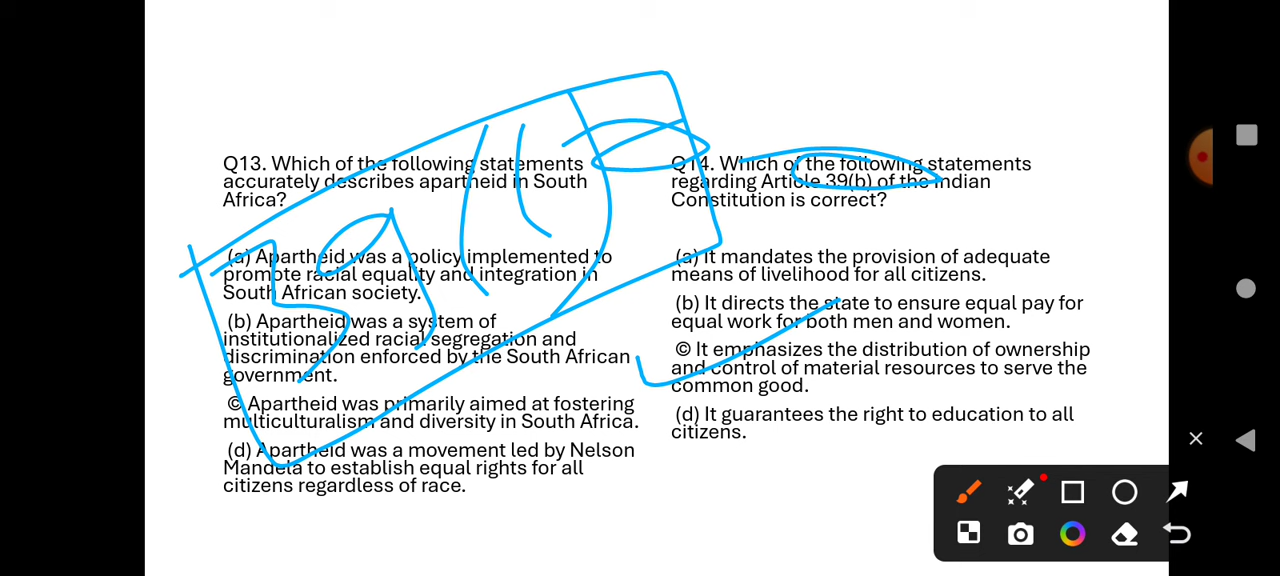 Q13. Which of the following statements
accurately describes apartheid in South
Africa?
(a) Apartheid was a policy implemented to
promote racial equality and integration in
South African society.
(b) Apartheid was a system of
institutionalized racial segregation and
discrimination enforced by the South African
government.
© Apartheid was primarily aimed at fostering
multiculturalism and diversity in South Africa.
(d) Apartheid was a movement led by Nelson
Mandela to establish equal rights for all
citizens regardless of race.
Q14. Which of the following statements
regarding Article 39(b) of the Indian
Constitution is correct?
(a) It mandates the provision of adequate
means of livelihood for all citizens.
(b) It directs the state to ensure equal pay for
equal work for both men and women.
© It emphasizes the distribution of ownership
and control of material resources to serve the
common good.
(d) It guarantees the right to education to all
citizens.